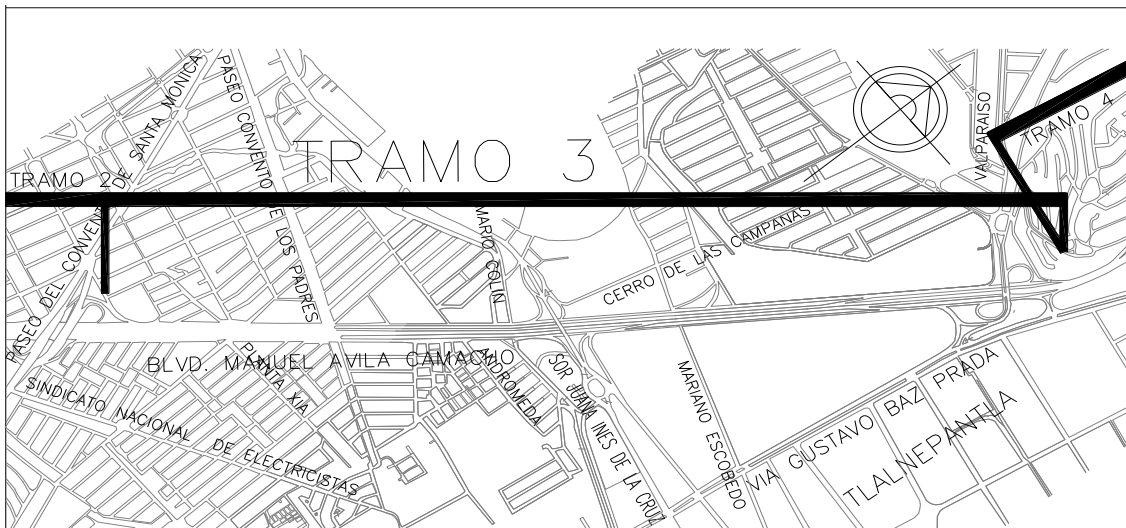 PASEO DEL CONVENTO DE SANTA MONICA
PASEO CONVENTO DE LOS PADRES
TRAMO 2
TRAMO 3
VALPARAISO
TRAMO 4
MARIO COLIN
CERRO DE LAS CAMPANAS
BLVD. MANUEL AVILA CAMACHO
PLANTA XIA
ANDROMEDA
SOR JUANA INES DE LA CRUZ
MARIANO ESCOBEDO
VIA GUSTAVO BAZ PRADA
TLALNEPANTLA
SINDICATO NACIONAL DE ELECTRICISTAS